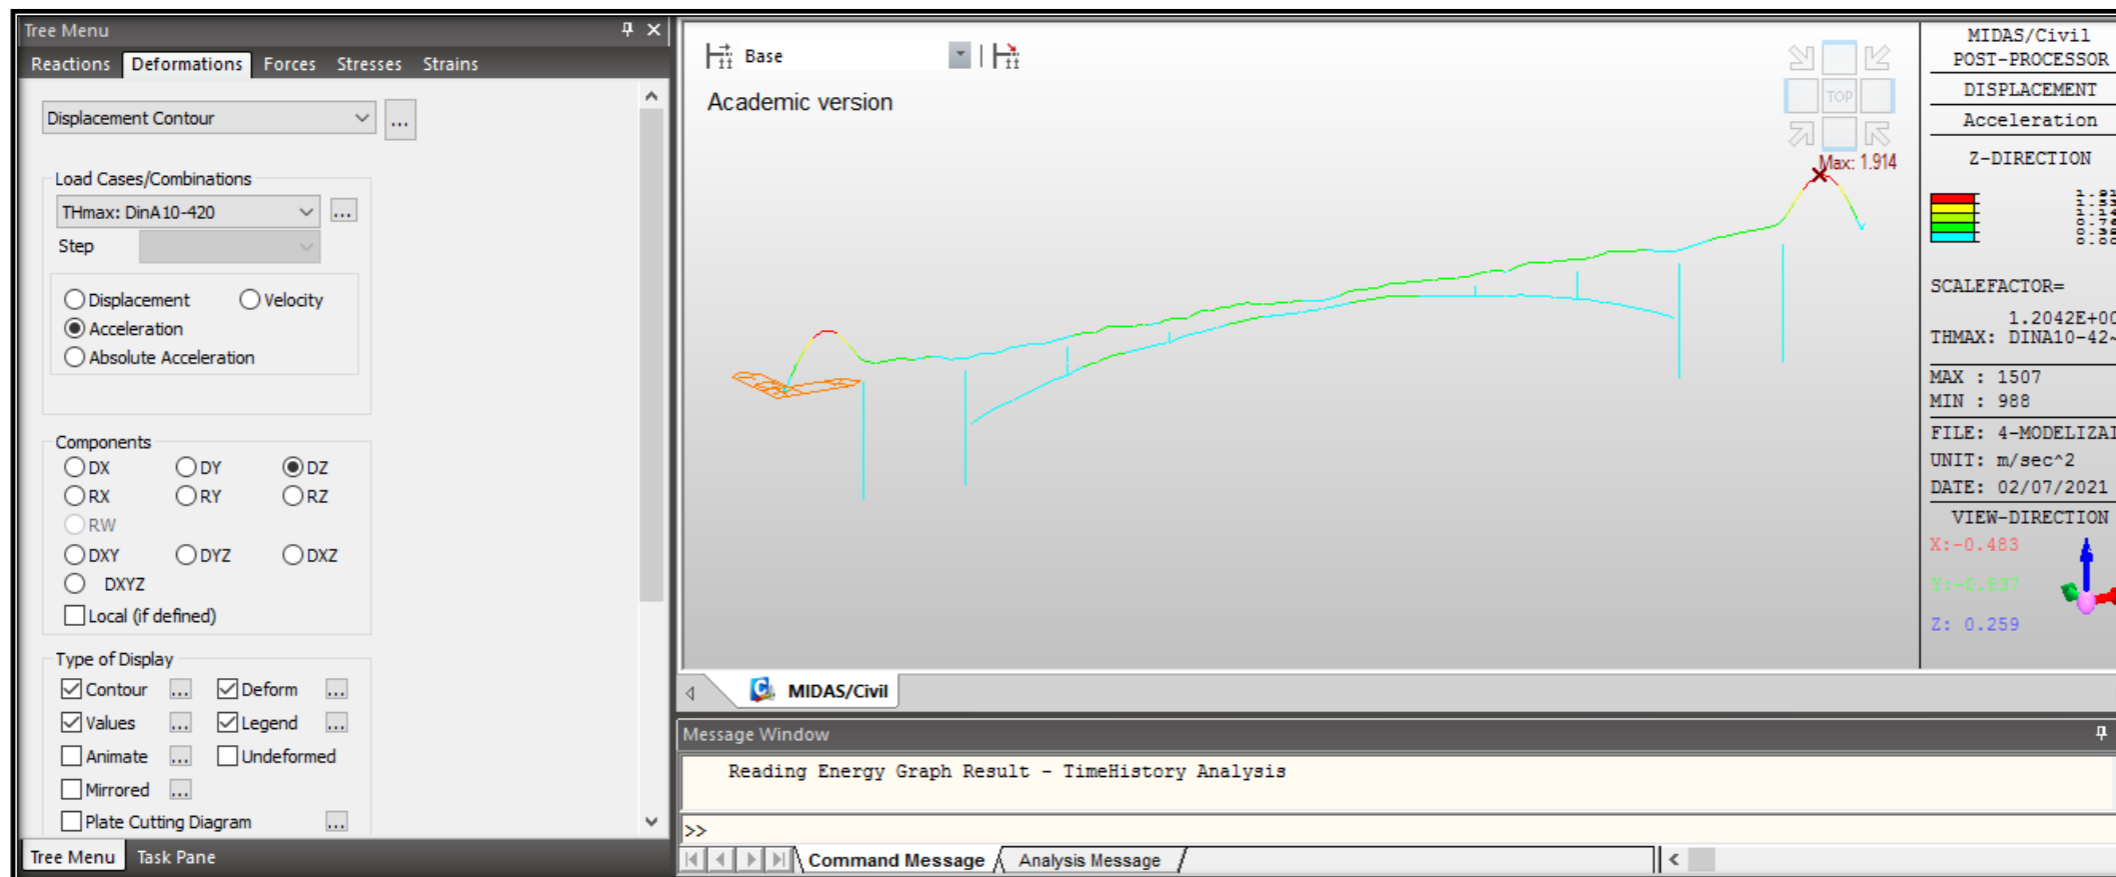 Tree Menu
Reactions Deformations Forces Stresses Strains
Displacement Contour ...
Load Cases/Combinations
THmax: DinA10-420 ...
Step
Displacement Velocity
Acceleration
Absolute Acceleration
Components
DX DY DZ
RX RY RZ
RW
DXY DYZ DXZ
DXYZ
Local (if defined)
Type of Display
Contour ... Deform ...
Values ... Legend ...
Animate ... Undeformed
Mirrored ...
Plate Cutting Diagram ...
Tree Menu Task Pane
Base
Academic version
TOP
Max: 1.914
MIDAS/Civil
POST-PROCESSOR
DISPLACEMENT
Acceleration
Z-DIRECTION
SCALEFACTOR=
1.2042E+00
THMAX: DINA10-42~
MAX : 1507
MIN : 988
FILE: 4-MODELIZA
UNIT: m/sec^2
DATE: 02/07/2021
VIEW-DIRECTION
X:-0.483
Y:-0.837
Z: 0.259
MIDAS/Civil
Message Window
Reading Energy Graph Result - TimeHistory Analysis
>>
Command Message Analysis Message